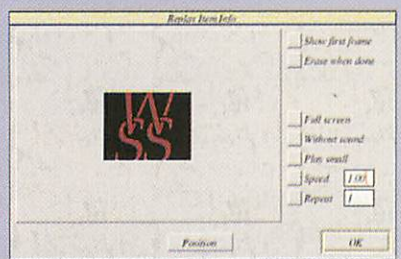 Replay Item Info
Show first frame
Erase when done
W
SS
Full screen
Without sound
Play small
Speed 1.00
Repeat 1
Position
OK